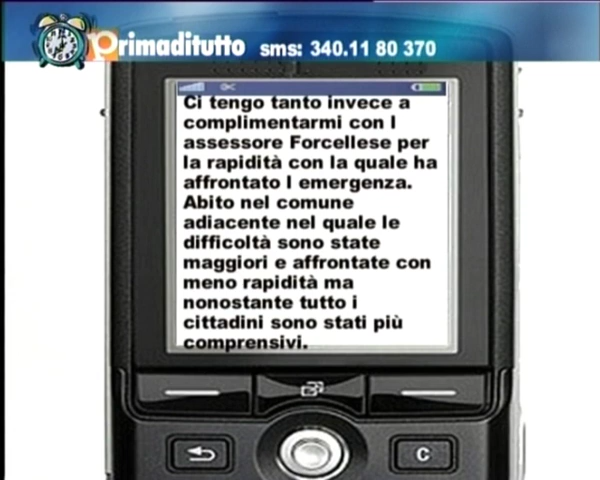 Primaditutto sms: 340.11 80 370
Ci tengo tanto invece a
complimentarmi con l
assessore Forcellese per
la rapidità con la quale ha
affrontato l emergenza.
Abito nel comune
adiacente nel quale le
difficoltà sono state
maggiori e affrontate con
meno rapidità ma
nonostante tutto i
cittadini sono stati più
comprensivi.
C